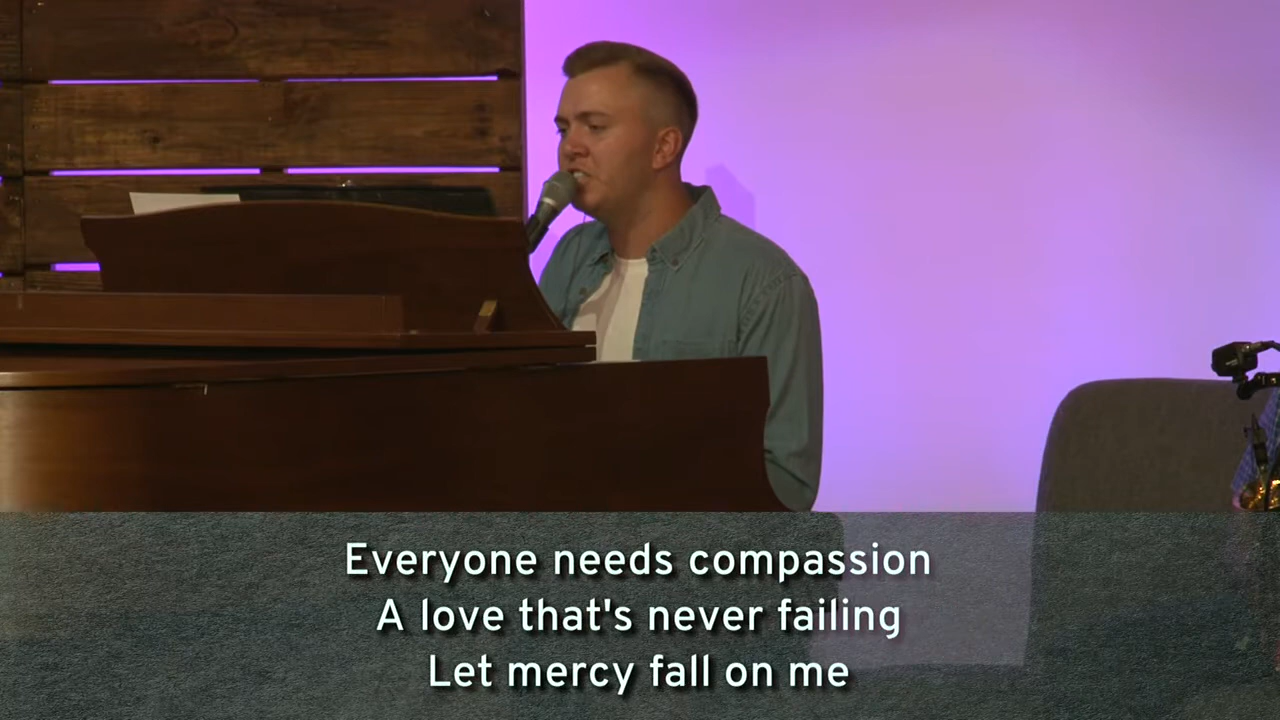 Everyone needs compassion
A love that's never failing
Let mercy fall on me